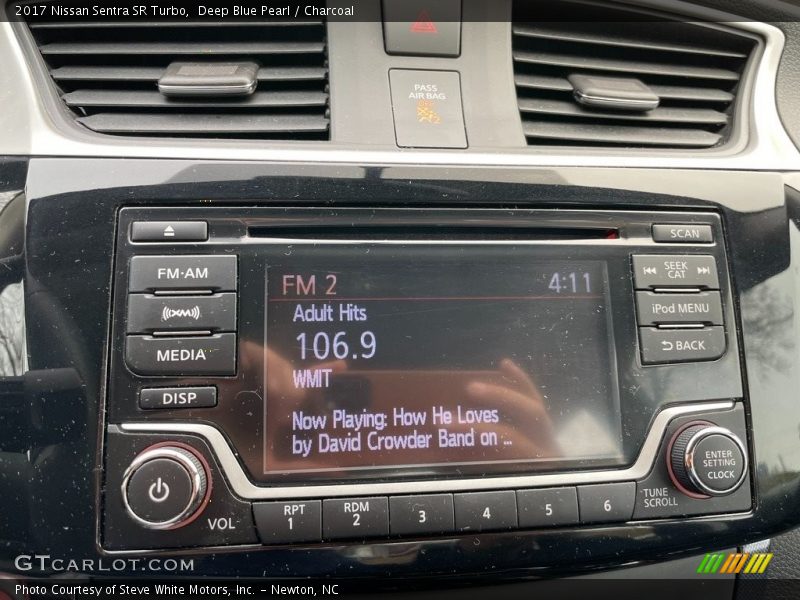 2017 Nissan Sentra SR Turbo,  Deep Blue Pearl / Charcoal
PASS
AIR BAG
SCAN
FM·AM
((XM))
MEDIA
DISP
FM 2
4:11
Adult Hits
106.9
WMIT
Now Playing: How He Loves
by David Crowder Band on ...
SEEK
CAT
iPod MENU
BACK
ENTER
SETTING
CLOCK
TUNE
SCROLL
VOL
RPT
1
RDM
2
3
4
5
6
GTCARLOT.COM
Photo Courtesy of Steve White Motors, Inc. – Newton, NC